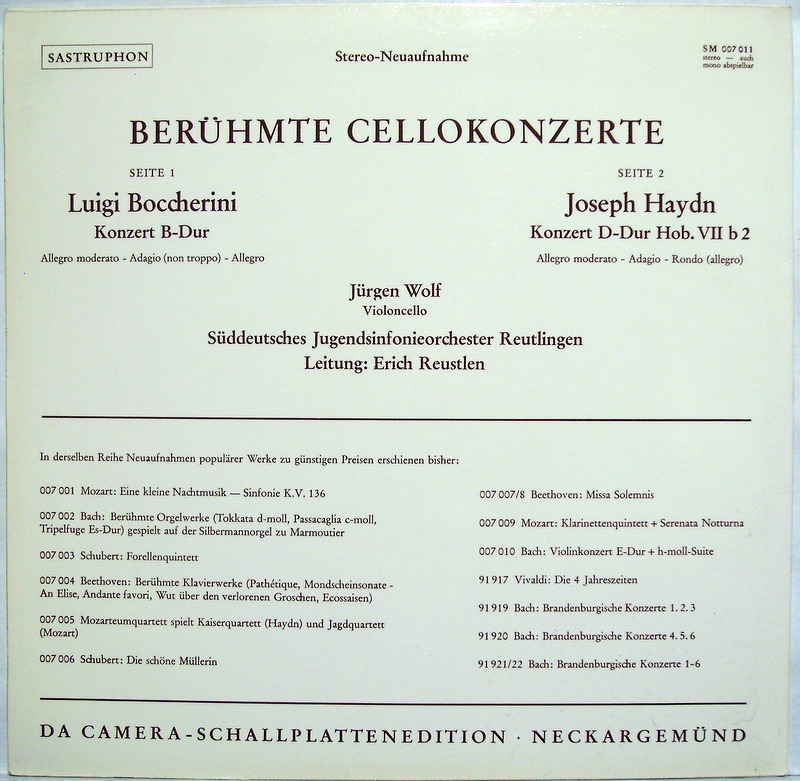 SASTRUPHON
Stereo-Neuaufnahme
SM 007 011
stereo — auch
mono abspielbar
BERÜHMTE CELLOKONZERTE
SEITE 1
Luigi Boccherini
Konzert B-Dur
Allegro moderato - Adagio (non troppo) - Allegro
SEITE 2
Joseph Haydn
Konzert D-Dur Hob. VII b 2
Allegro moderato - Adagio - Rondo (allegro)
Jürgen Wolf
Violoncello
Süddeutsches Jugendsinfonieorchester Reutlingen
Leitung: Erich Reustlen
In derselben Reihe Neuaufnahmen populärer Werke zu günstigen Preisen erschienen bisher:
007 001 Mozart: Eine kleine Nachtmusik — Sinfonie K.V. 136
007 002 Bach: Berühmte Orgelwerke (Tokkata d-moll, Passacaglia c-moll,
Tripelfuge Es-Dur) gespielt auf der Silbermannorgel zu Marmoutier
007 003 Schubert: Forellenquintett
007 004 Beethoven: Berühmte Klavierwerke (Pathétique, Mondscheinsonate -
An Elise, Andante favori, Wut über den verlorenen Groschen, Ecossaisen)
007 005 Mozarteumquartett spielt Kaiserquartett (Haydn) und Jagdquartett
(Mozart)
007 006 Schubert: Die schöne Müllerin
007 007/8 Beethoven: Missa Solemnis
007 009 Mozart: Klarinettenquintett + Serenata Notturna
007 010 Bach: Violinkonzert E-Dur + h-moll-Suite
91 917 Vivaldi: Die 4 Jahreszeiten
91 919 Bach: Brandenburgische Konzerte 1. 2. 3
91 920 Bach: Brandenburgische Konzerte 4. 5. 6
91 921/22 Bach: Brandenburgische Konzerte 1-6
DA CAMERA-SCHALLPLATTENEDITION · NECKARGEMÜND